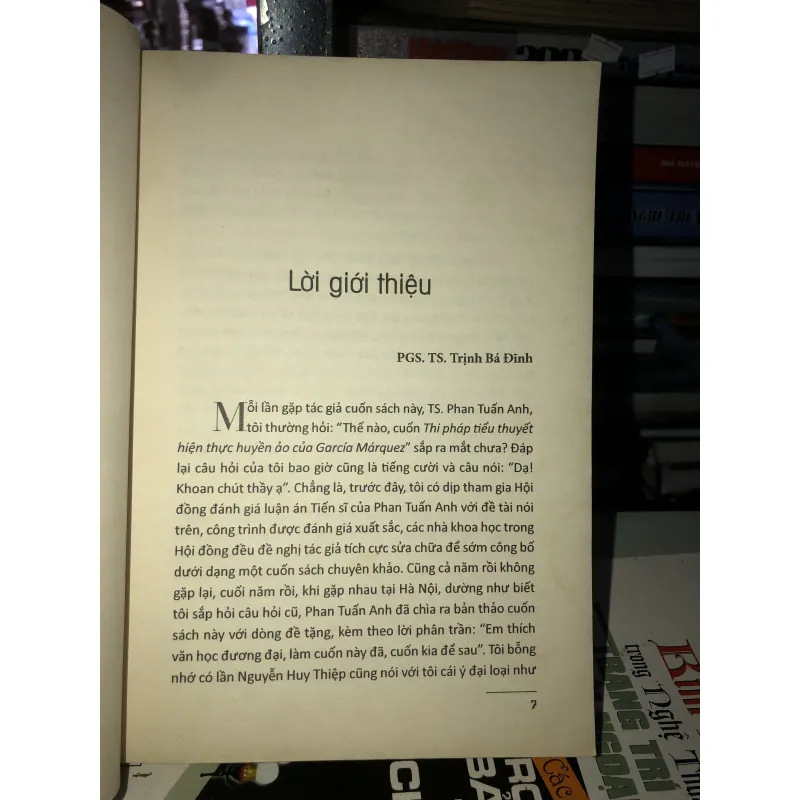 Lời giới thiệu
PGS. TS. Trịnh Bá Đĩnh
Mỗi lần gặp tác giả cuốn sách này, TS. Phan Tuấn Anh,
tôi thường hỏi: “Thế nào, cuốn Thi pháp tiểu thuyết
hiện thực huyền ảo của García Márquez” sắp ra mắt chưa? Đáp
lại câu hỏi của tôi bao giờ cũng là tiếng cười và câu nói: “Dạ!
Khoan chút thầy ạ”. Chẳng là, trước đây, tôi có dịp tham gia Hội
đồng đánh giá luận án Tiến sĩ của Phan Tuấn Anh với đề tài nói
trên, công trình được đánh giá xuất sắc, các nhà khoa học trong
Hội đồng đều đề nghị tác giả tích cực sửa chữa để sớm công bố
dưới dạng một cuốn sách chuyên khảo. Cũng cả năm rồi không
gặp lại, cuối năm rồi, khi gặp nhau tại Hà Nội, dường như biết
tôi sắp hỏi câu hỏi cũ, Phan Tuấn Anh đã chìa ra bản thảo cuốn
sách này với dòng đề tặng, kèm theo lời phân trần: “Em thích
văn học đương đại, làm cuốn này đã, cuốn kia để sau”. Tôi bỗng
nhớ có lần Nguyễn Huy Thiệp cũng nói với tôi cái ý đại loại như
7
trong Nghệ
TRANG TRÍ
NGOẠ
Các